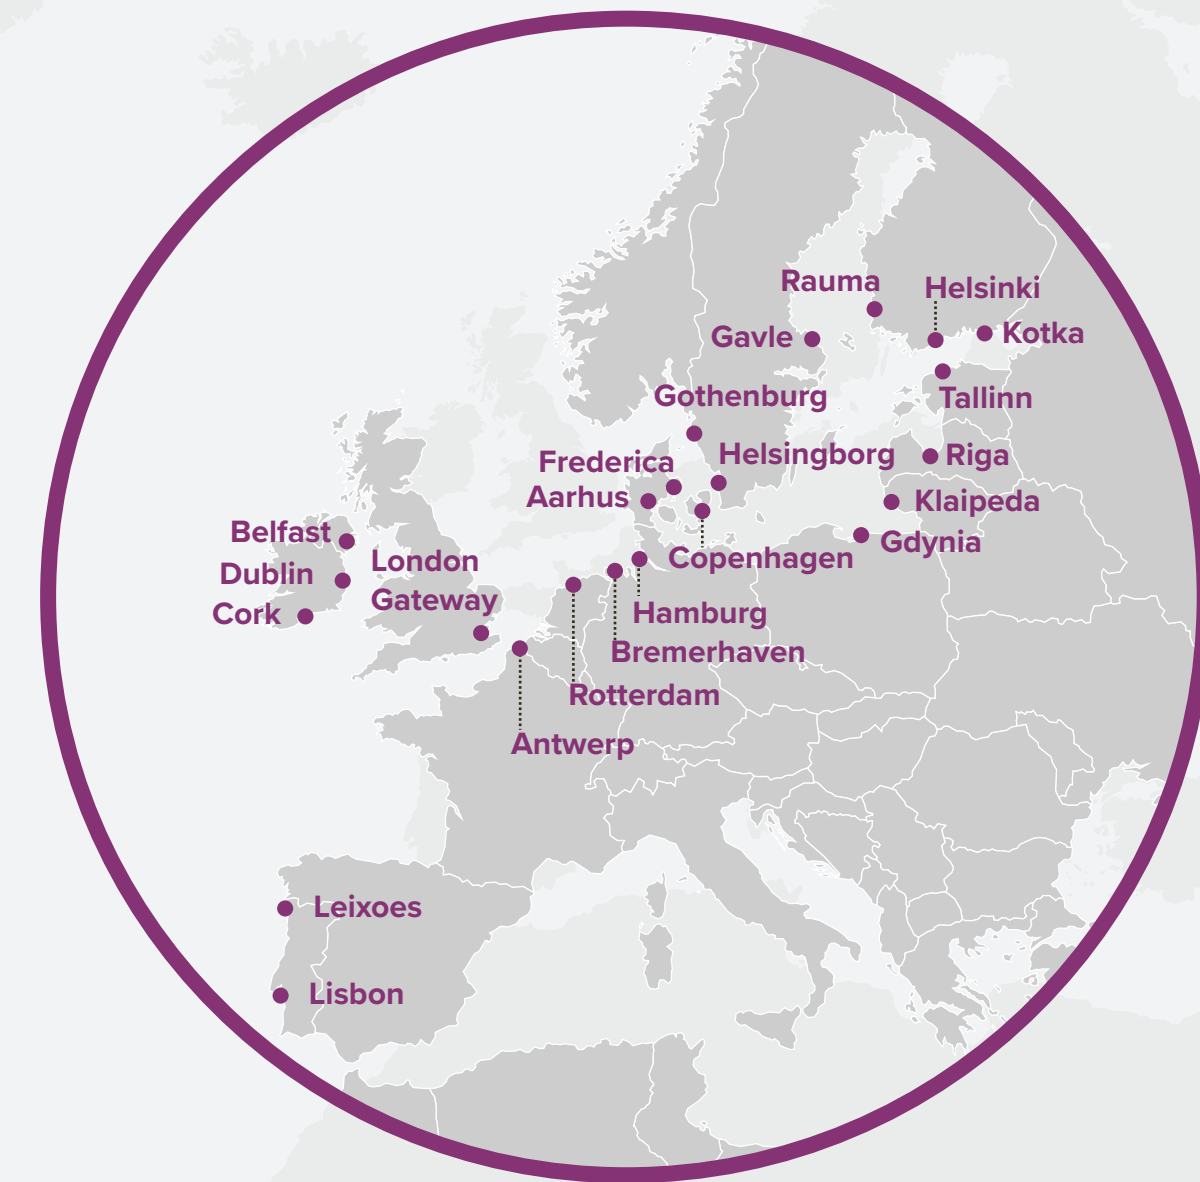 Rauma
Helsinki
Gavle
Kotka
Gothenburg
Tallinn
Frederica
Helsingborg
Riga
Aarhus
Klaipeda
Belfast
London
Gateway
Copenhagen
Gdynia
Dublin
Cork
Hamburg
Bremerhaven
Rotterdam
Antwerp
Leixoes
Lisbon